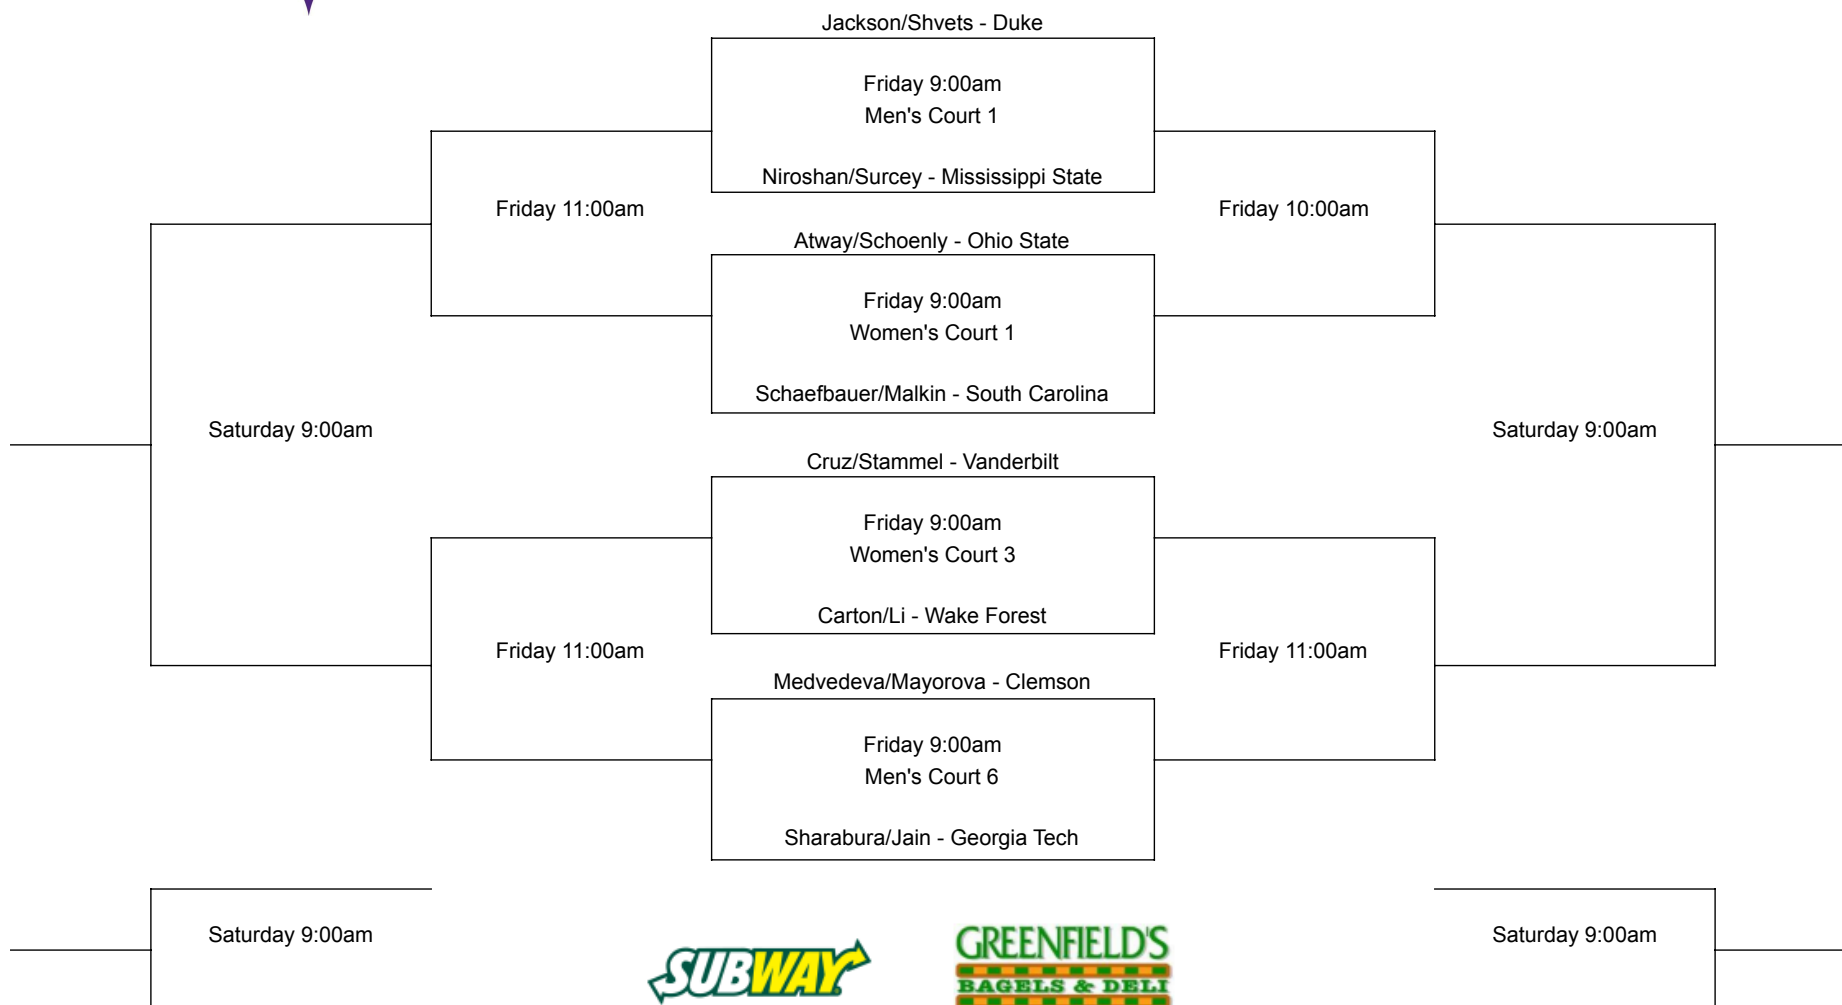 Jackson/Shvets - Duke
Friday 9:00am
Men's Court 1
Niroshan/Surcey - Mississippi State
Friday 11:00am
Friday 10:00am
Atway/Schoenly - Ohio State
Friday 9:00am
Women's Court 1
Schaefbauer/Malkin - South Carolina
Saturday 9:00am
Saturday 9:00am
Cruz/Stammel - Vanderbilt
Friday 9:00am
Women's Court 3
Carton/Li - Wake Forest
Friday 11:00am
Friday 11:00am
Medvedeva/Mayorova - Clemson
Friday 9:00am
Men's Court 6
Sharabura/Jain - Georgia Tech
Saturday 9:00am
Saturday 9:00am
SUBWAY
GREENFIELD'S
BAGELS & DELI